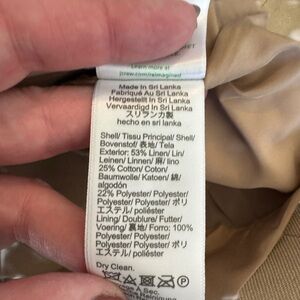 Learn more at
jcrew.com/reimagined
Made In Sri Lanka
Fabriqué Au Sri Lanka
Hergestellt In Sri Lanka
Vervaardigd In Sri Lanka
スリランカ製
hecho en sri lanka
Shell/Tissu Principal/Shell/
Bovenstof/ 表地/ Tela
Exterior: 53% Linen/Lin/
Leinen/Linnen/ 麻/ lino
25% Cotton/ Coton/
Baumwolle/ Katoen/ 綿/
algodón
22% Polyester/ Polyester/
Polyester/ Polyester/ ポリ
エステル/ poliéster
Lining/ Doublure/ Futter/
Voering/ 裏地/ Forro: 100%
Polyester/ Polyester/
Polyester/ Polyester/ ポリ
エステル/ poliéster
Dry Clean.